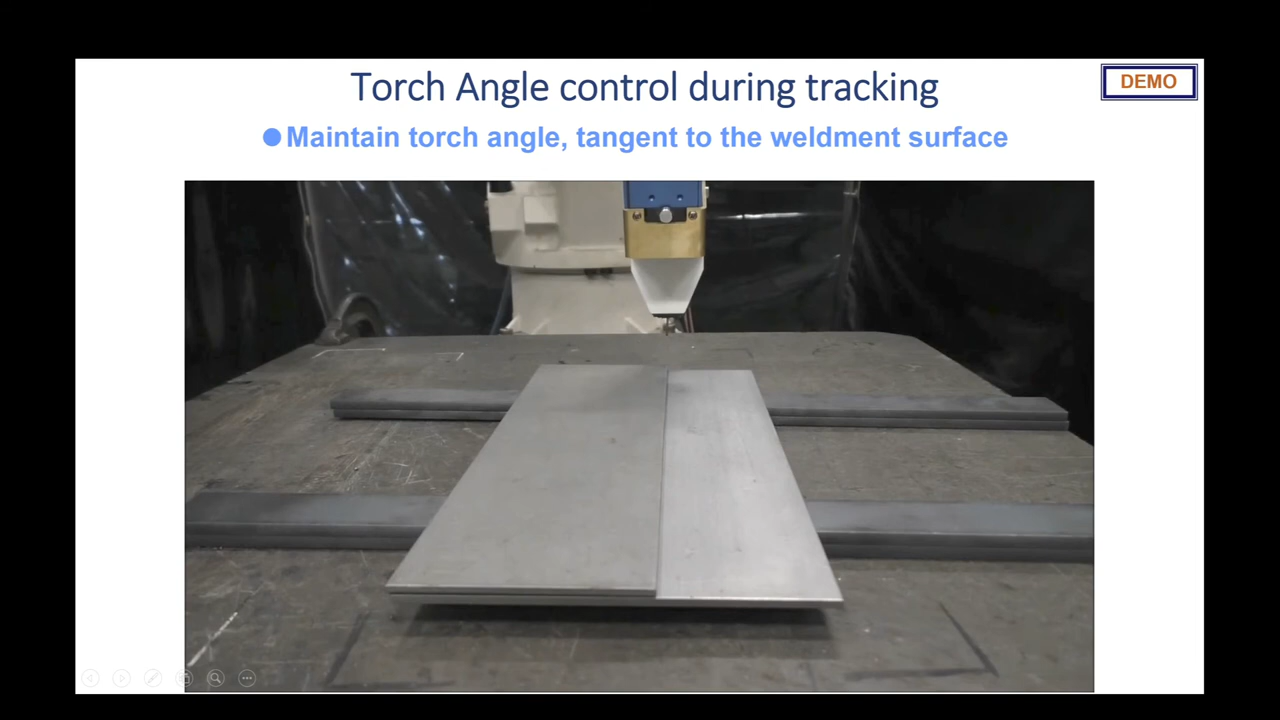 Torch Angle control during tracking
DEMO
Maintain torch angle, tangent to the weldment surface